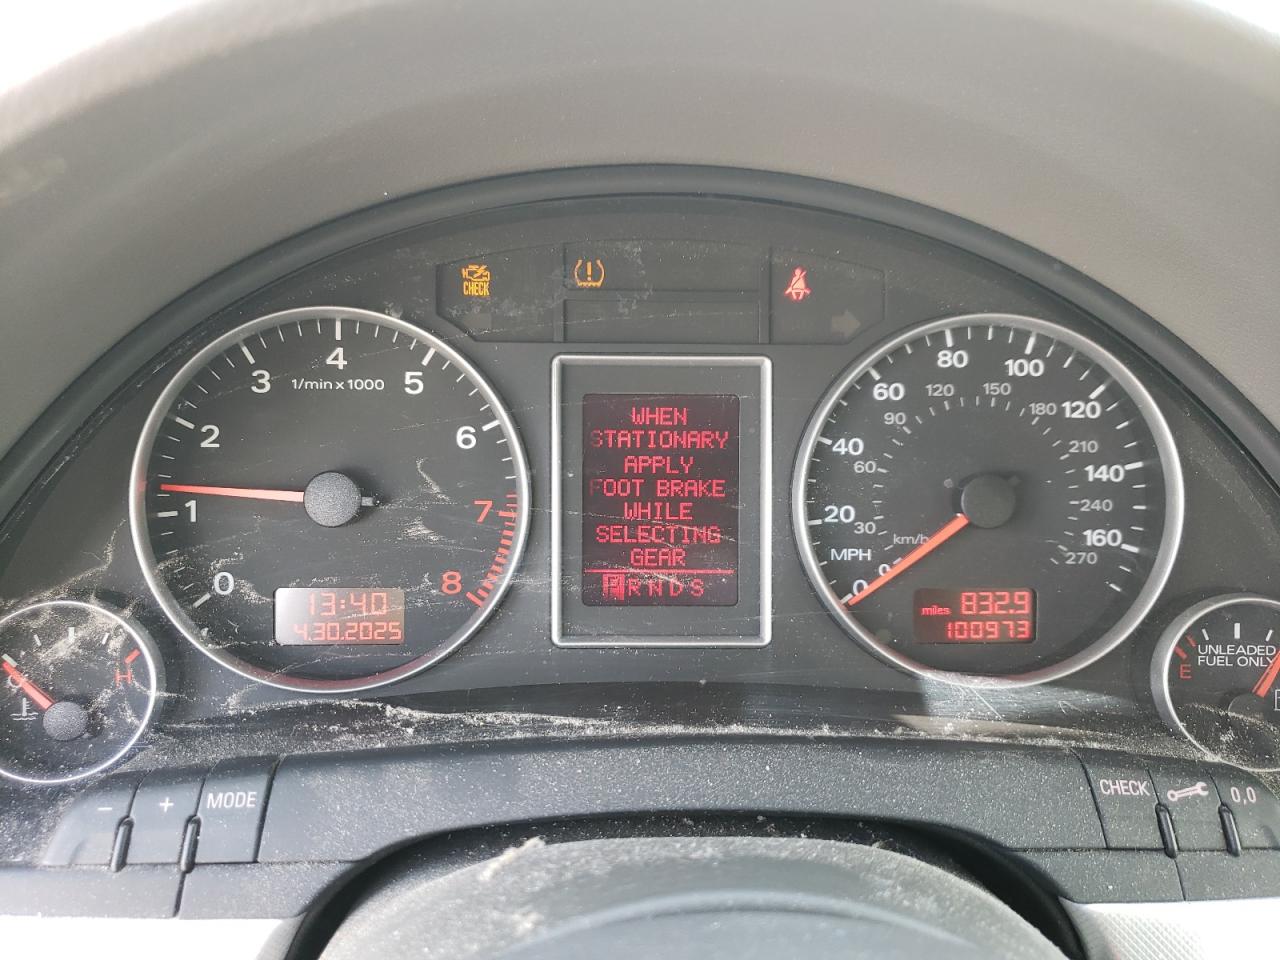 CHECK
0
1
2
3
4
5
6
7
8
1/min x 1000
13:40
4.30.2025
WHEN
STATIONARY
APPLY
FOOT BRAKE
WHILE
SELECTING
GEAR
P R N D S
0
20
40
60
80
100
120
140
160
MPH
0
30
60
90
120
150
180
210
240
270
km/h
miles 832.9
100973
H
E
UNLEADED
FUEL ONLY
- + MODE
CHECK 0,0